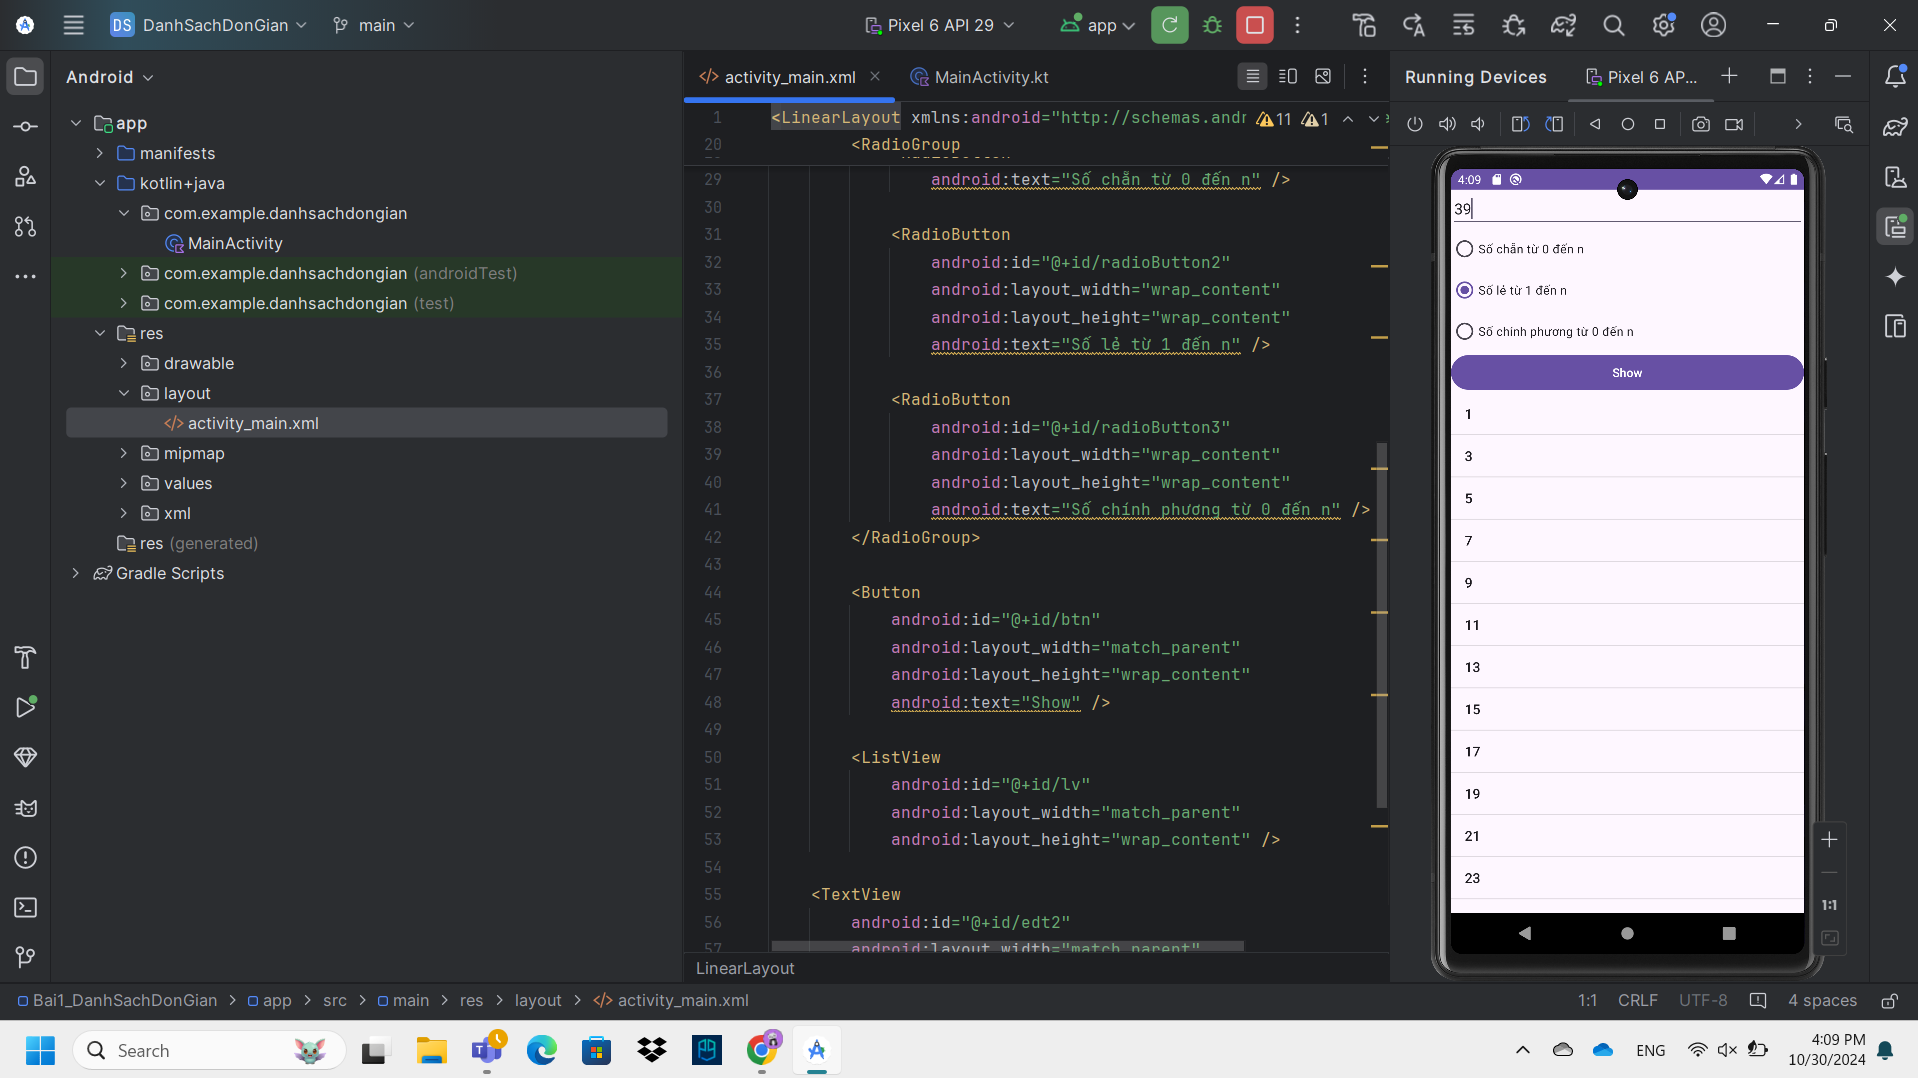 DS DanhSachDonGian main Pixel 6 API 29 app
Android
app
manifests
kotlin+java
com.example.danhsachdongian
MainActivity
com.example.danhsachdongian (androidTest)
com.example.danhsachdongian (test)
res
drawable
layout
activity_main.xml
mipmap
values
xml
res (generated)
Gradle Scripts
activity_main.xml MainActivity.kt
11 1
1 <LinearLayout xmlns:android="http://schemas.andr
20 <RadioGroup
29 android:text="Số chẵn từ 0 đến n" />
30
31 <RadioButton
32 android:id="@+id/radioButton2"
33 android:layout_width="wrap_content"
34 android:layout_height="wrap_content"
35 android:text="Số lẻ từ 1 đến n" />
36
37 <RadioButton
38 android:id="@+id/radioButton3"
39 android:layout_width="wrap_content"
40 android:layout_height="wrap_content"
41 android:text="Số chính phương từ 0 đến n" />
42 </RadioGroup>
43
44 <Button
45 android:id="@+id/btn"
46 android:layout_width="match_parent"
47 android:layout_height="wrap_content"
48 android:text="Show" />
49
50 <ListView
51 android:id="@+id/lv"
52 android:layout_width="match_parent"
53 android:layout_height="wrap_content" />
54
55 <TextView
56 android:id="@+id/edt2"
57 android:layout_width="match_parent"
LinearLayout
Running Devices Pixel 6 AP...
4:09
39
Số chẵn từ 0 đến n
Số lẻ từ 1 đến n
Số chính phương từ 0 đến n
Show
1
3
5
7
9
11
13
15
17
19
21
23
1:1
Bai1_DanhSachDonGian > app > src > main > res > layout > activity_main.xml
1:1 CRLF UTF-8 4 spaces
Search
ENG
4:09 PM
10/30/2024